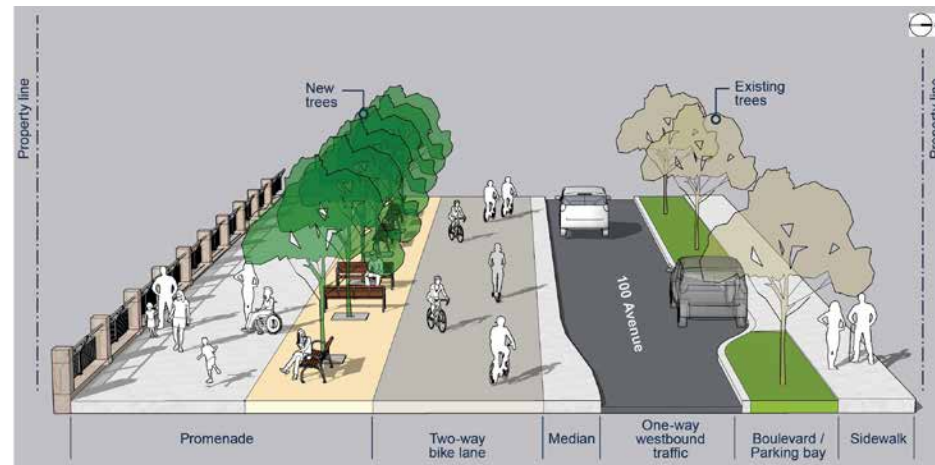 Property line
New
trees
Existing
trees
Property line
100 Avenue
Promenade
Two-way
bike lane
Median
One-way
westbound
traffic
Boulevard /
Parking bay
Sidewalk